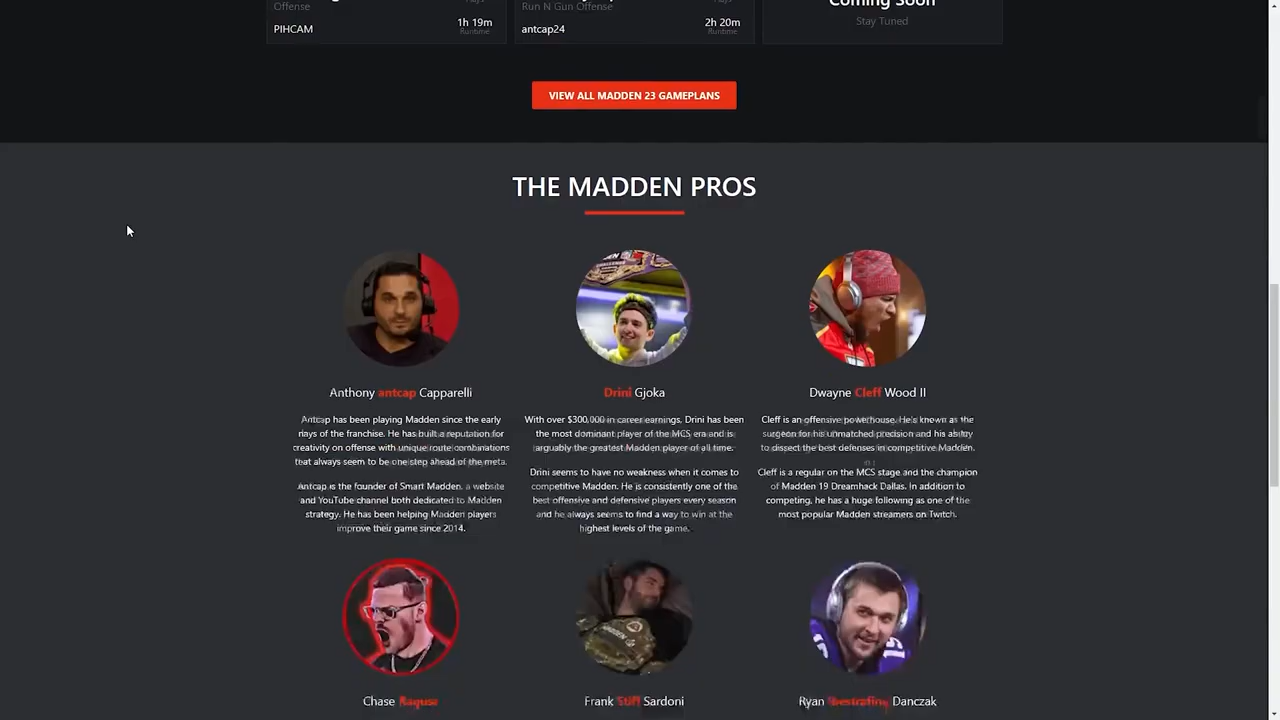 Offense
PIHCAM
1h 19m
Runtime
Run N Gun Offense
antcap24
2h 20m
Runtime
Coming Soon
Stay Tuned
VIEW ALL MADDEN 23 GAMEPLANS
THE MADDEN PROS
Anthony antcap Capparelli
Antcap has been playing Madden since the early
days of the franchise. He has built a reputation for
creativity on offense with unique route combinations
that always seem to be one step ahead of the meta.
Antcap is the founder of Smart Madden, a website
and YouTube channel both dedicated to Madden
strategy. He has been helping Madden players
improve their game since 2014.
Drini Gjoka
With over $300,000 in career earnings, Drini has been
the most dominant player of the MCS era and is
arguably the greatest Madden player of all time.
Drini seems to have no weakness when it comes to
competitive Madden. He is consistently one of the
best offensive and defensive players every season
and he always seems to find a way to win at the
highest levels of the game.
Dwayne Cleff Wood II
Cleff is an offensive powerhouse. He's known as the
for his unmatched precision and his ability
to dissect the best defenses in competitive Madden.
Cleff is a regular on the MCS stage and the champion
of Madden 19 Dreamhack Dallas. In addition to
competing, he has a huge following as one of the
most popular Madden streamers on Twitch.
Chase
Frank Stiff Sardoni
Ryan Danczak